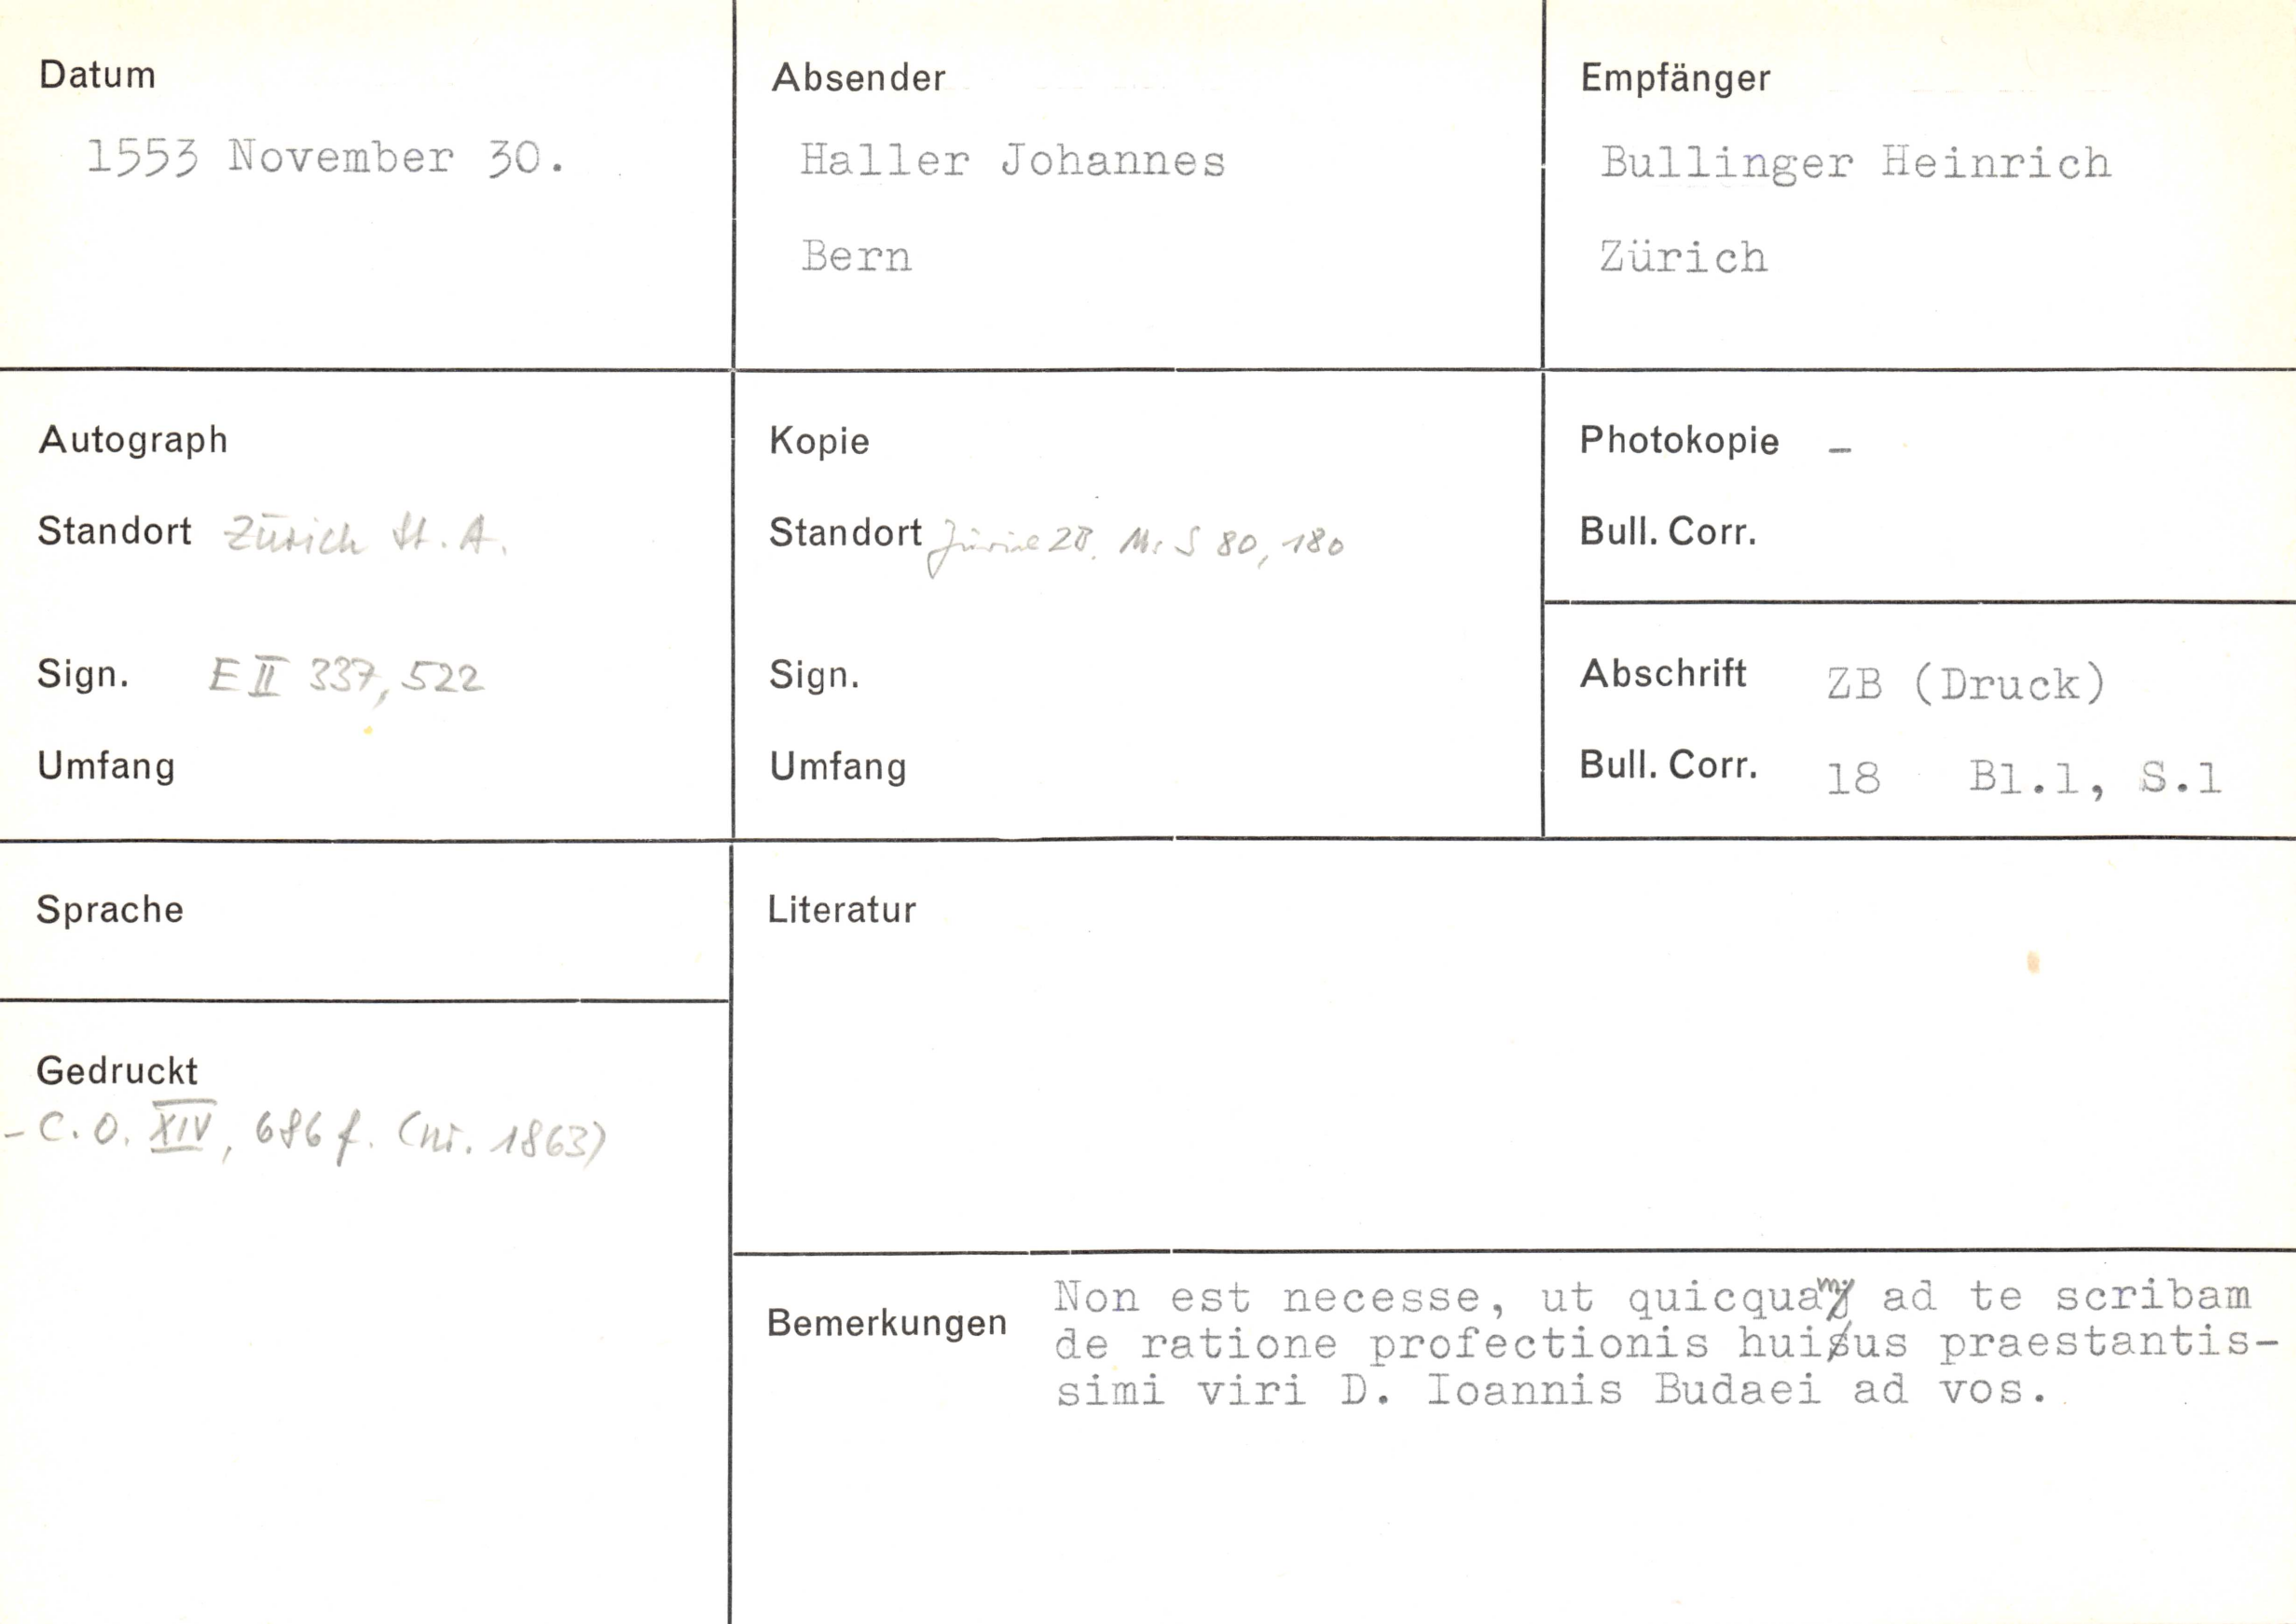 Datum
1553 November 30.
Absender
Haller Johannes
Bern
Empfänger
Bullinger Heinrich
Zürich
Autograph
Standort Zürich St. A.
Sign. E II 337, 522
Umfang
Kopie
Standort Zürich ZB. Ms S 80, 180
Sign.
Umfang
Photokopie -
Bull. Corr.
Abschrift ZB (Druck)
Bull. Corr. 18 Bl.1, S.1
Sprache
Literatur
Gedruckt
- C. O. XIV, 686 f. (nr. 1863)
Bemerkungen
Non est necesse, ut quicquam ad te scribam
de ratione profectionis huius praestantis-
simi viri D. Ioannis Budaei ad vos.